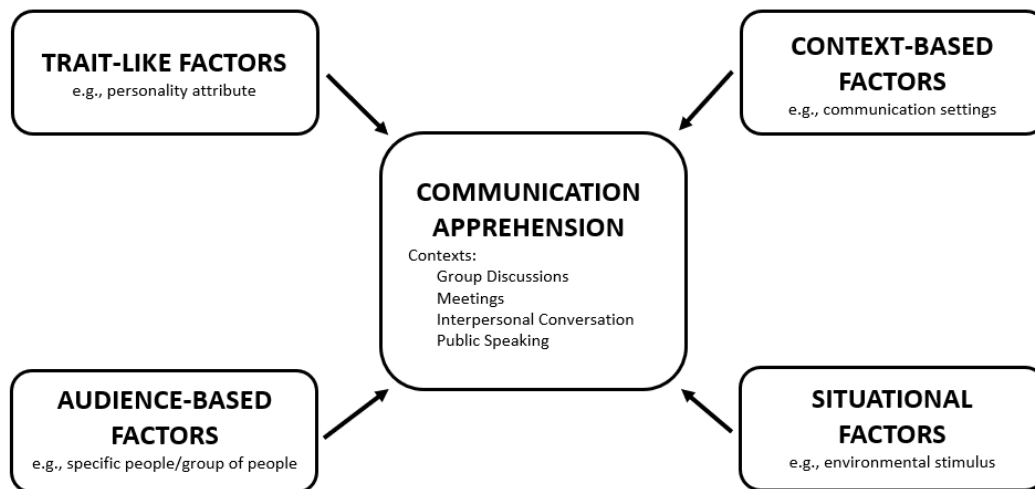 TRAIT-LIKE FACTORS
e.g., personality attribute
CONTEXT-BASED
FACTORS
e.g., communication settings
COMMUNICATION
APPREHENSION
Contexts:
Group Discussions
Meetings
Interpersonal Conversation
Public Speaking
AUDIENCE-BASED
FACTORS
e.g., specific people/group of people
SITUATIONAL
FACTORS
e.g., environmental stimulus